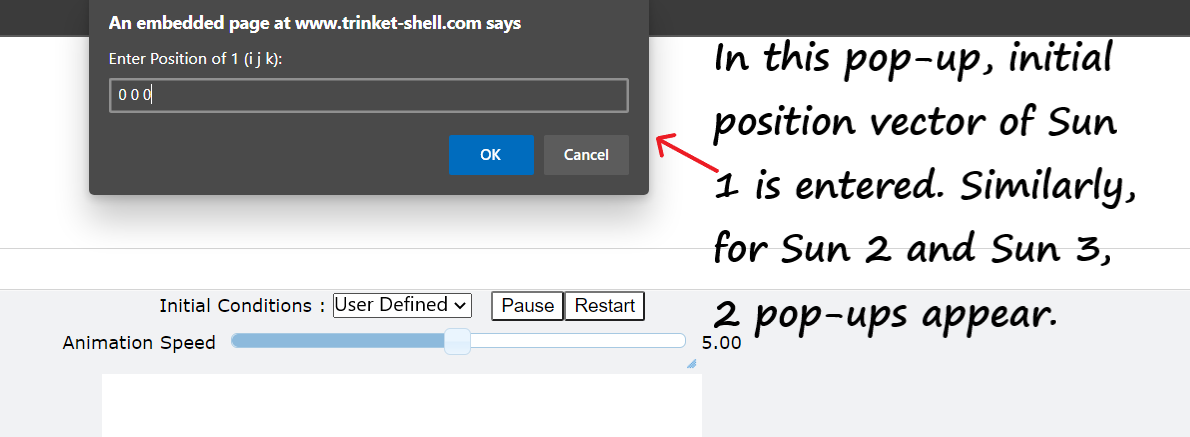 An embedded page at www.trinket-shell.com says
Enter Position of 1 (i j k):
0 0 0
OK Cancel
In this pop-up, initial
position vector of Sun
1 is entered. Similarly,
for Sun 2 and Sun 3,
2 pop-ups appear.
Initial Conditions : User Defined Pause Restart
Animation Speed 5.00